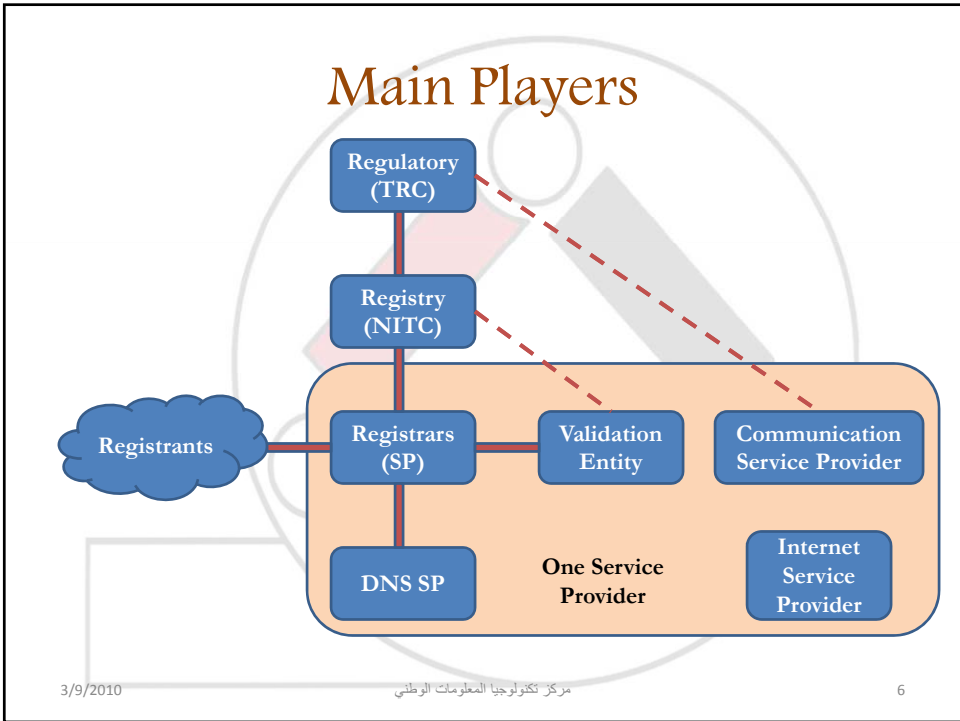 Main Players
Regulatory
(TRC)
Registry
(NITC)
Registrants
Registrars
(SP)
Validation
Entity
Communication
Service Provider
DNS SP
One Service
Provider
Internet
Service
Provider
3/9/2010
مركز تكنولوجيا المعلومات الوطني
6